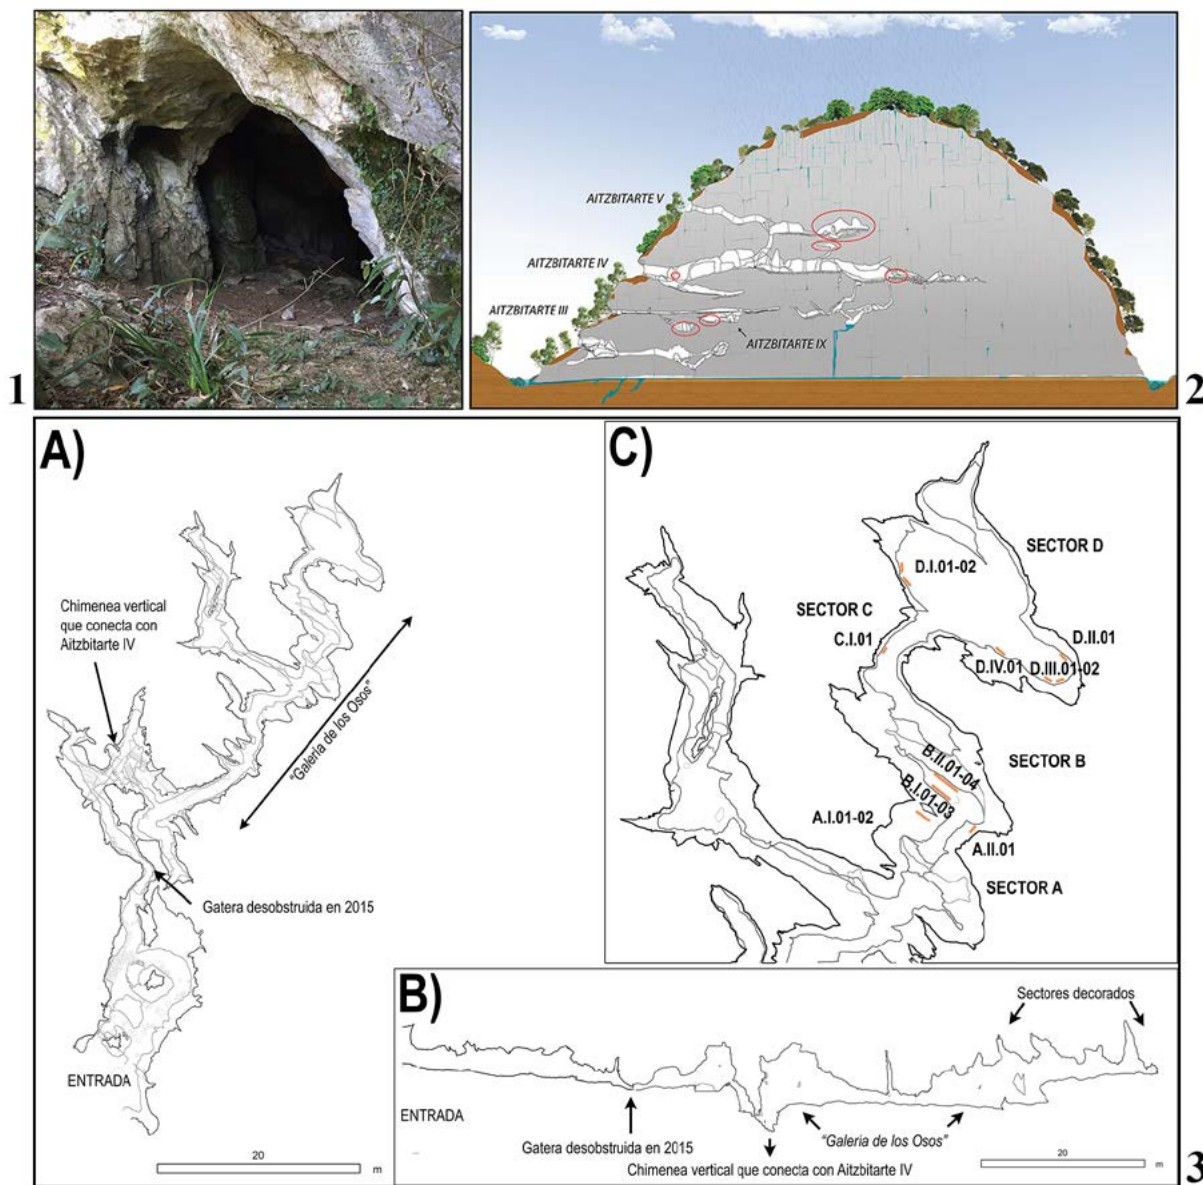 1
AITZBITARTE V
AITZBITARTE IV
AITZBITARTE III
AITZBITARTE IX
2
A)
Chimenea vertical
que conecta con
Aitzbitarte IV
"Galería de los Osos"
Gatera desobstruida en 2015
ENTRADA
20
m
C)
SECTOR D
D.I.01-02
SECTOR C
C.I.01
D.II.01
D.IV.01
D.III.01-02
SECTOR B
B.II.01-04
B.I.01-03
A.I.01-02
A.II.01
SECTOR A
B)
Sectores decorados
ENTRADA
Gatera desobstruida en 2015
"Galeria de los Osos"
Chimenea vertical que conecta con Aitzbitarte IV
20
m
3